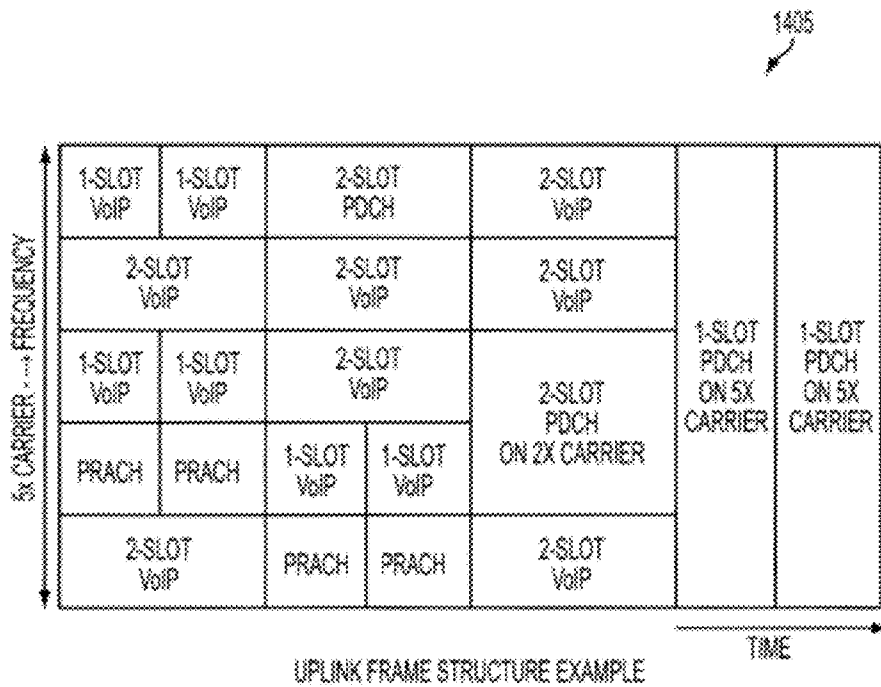 1405
1-SLOT
VoIP
1-SLOT
VoIP
2-SLOT
PDCH
2-SLOT
VoIP
2-SLOT
VoIP
2-SLOT
VoIP
2-SLOT
VoIP
1-SLOT
VoIP
1-SLOT
VoIP
2-SLOT
VoIP
2-SLOT
PDCH
ON 2X CARRIER
1-SLOT
PDCH
ON 5X
CARRIER
1-SLOT
PDCH
ON 5X
CARRIER
PRACH
PRACH
1-SLOT
VoIP
1-SLOT
VoIP
2-SLOT
VoIP
PRACH
PRACH
2-SLOT
VoIP
5x CARRIER --→ FREQUENCY
TIME
UPLINK FRAME STRUCTURE EXAMPLE